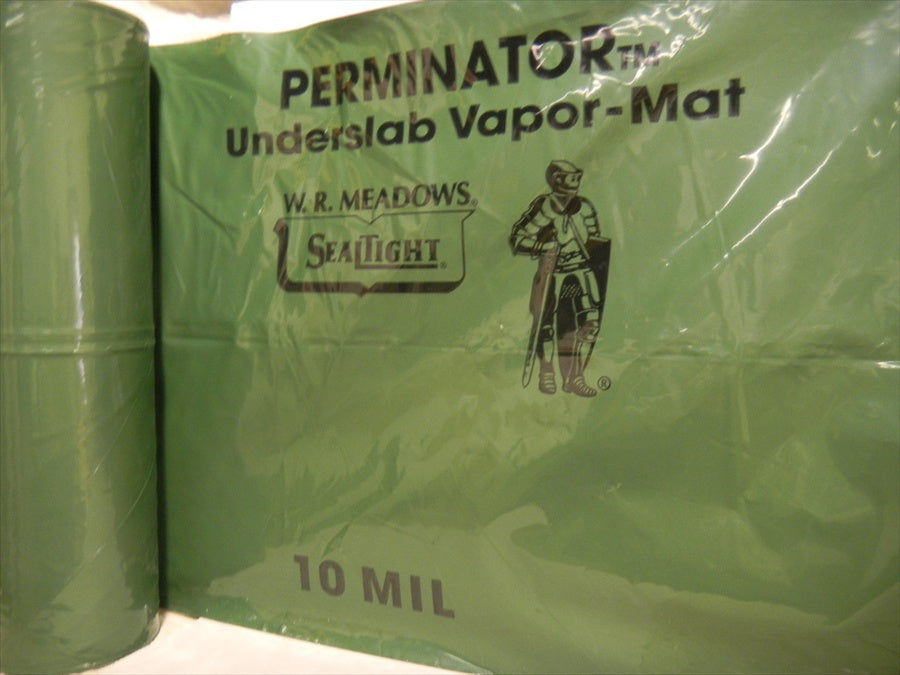 PERMINATOR™
Underslab Vapor-Mat
W. R. MEADOWS®
SEALTIGHT®
®
10 MIL